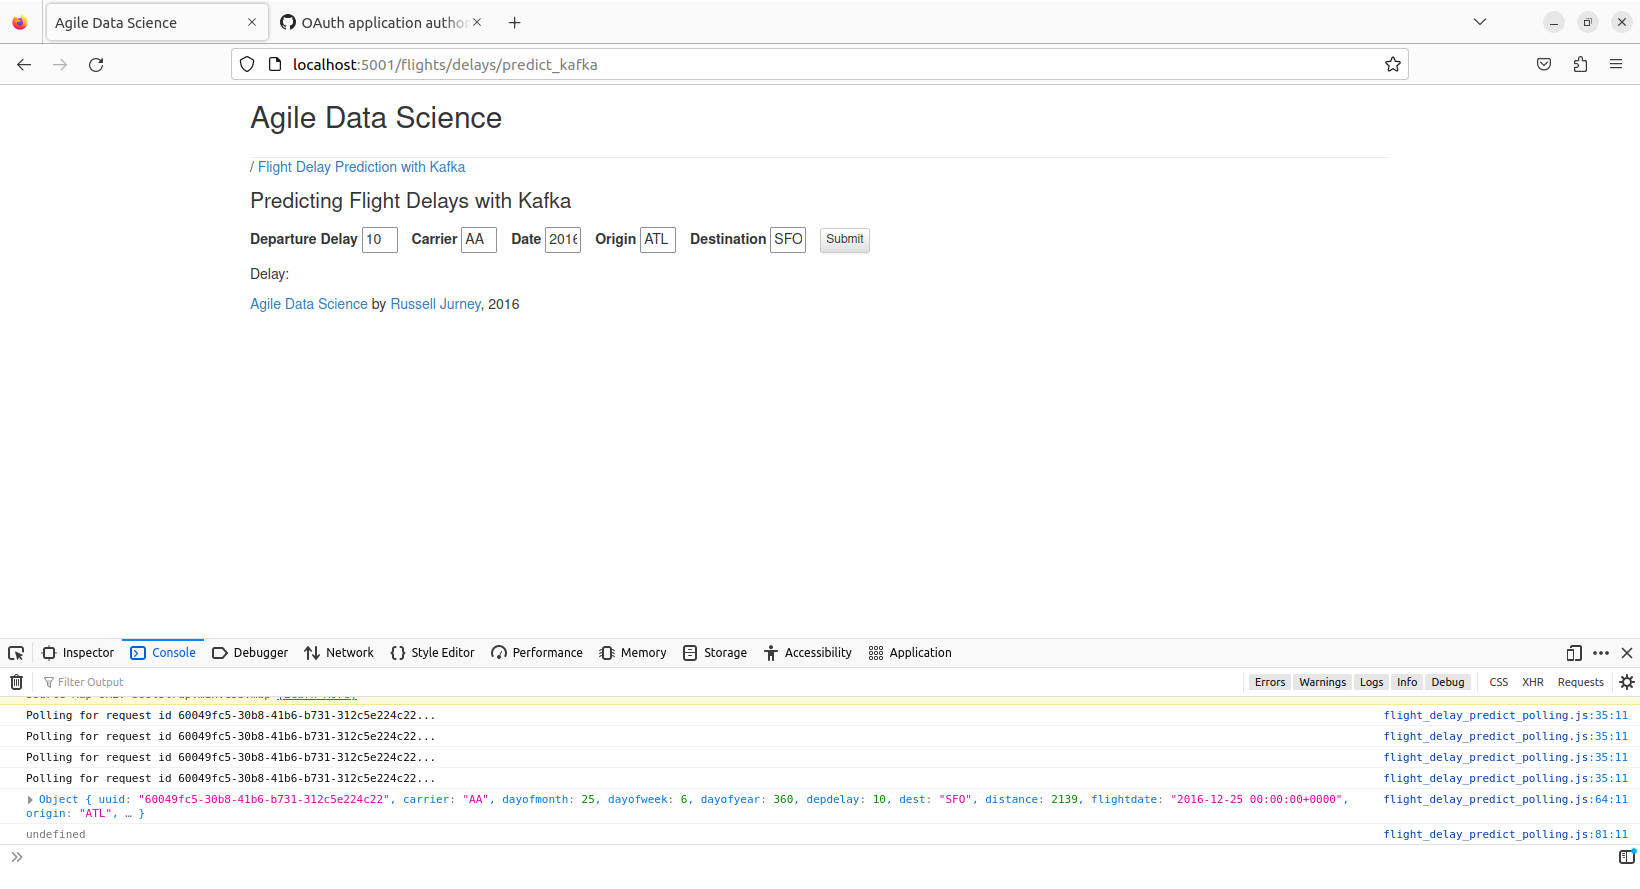 Agile Data Science
OAuth application author
localhost:5001/flights/delays/predict_kafka
Agile Data Science
/ Flight Delay Prediction with Kafka
Predicting Flight Delays with Kafka
Departure Delay 10 Carrier AA Date 2016 Origin ATL Destination SFO Submit
Delay:
Agile Data Science by Russell Jurney, 2016
Inspector Console Debugger Network Style Editor Performance Memory Storage Accessibility Application
Filter Output Errors Warnings Logs Info Debug CSS XHR Requests
Polling for request id 60049fc5-30b8-41b6-b731-312c5e224c22... flight_delay_predict_polling.js:35:11
Polling for request id 60049fc5-30b8-41b6-b731-312c5e224c22... flight_delay_predict_polling.js:35:11
Polling for request id 60049fc5-30b8-41b6-b731-312c5e224c22... flight_delay_predict_polling.js:35:11
Polling for request id 60049fc5-30b8-41b6-b731-312c5e224c22... flight_delay_predict_polling.js:35:11
Object { uuid: "60049fc5-30b8-41b6-b731-312c5e224c22", carrier: "AA", dayofmonth: 25, dayofweek: 6, dayofyear: 360, depdelay: 10, dest: "SFO", distance: 2139, flightdate: "2016-12-25 00:00:00+0000", flight_delay_predict_polling.js:64:11
origin: "ATL", … }
undefined flight_delay_predict_polling.js:81:11